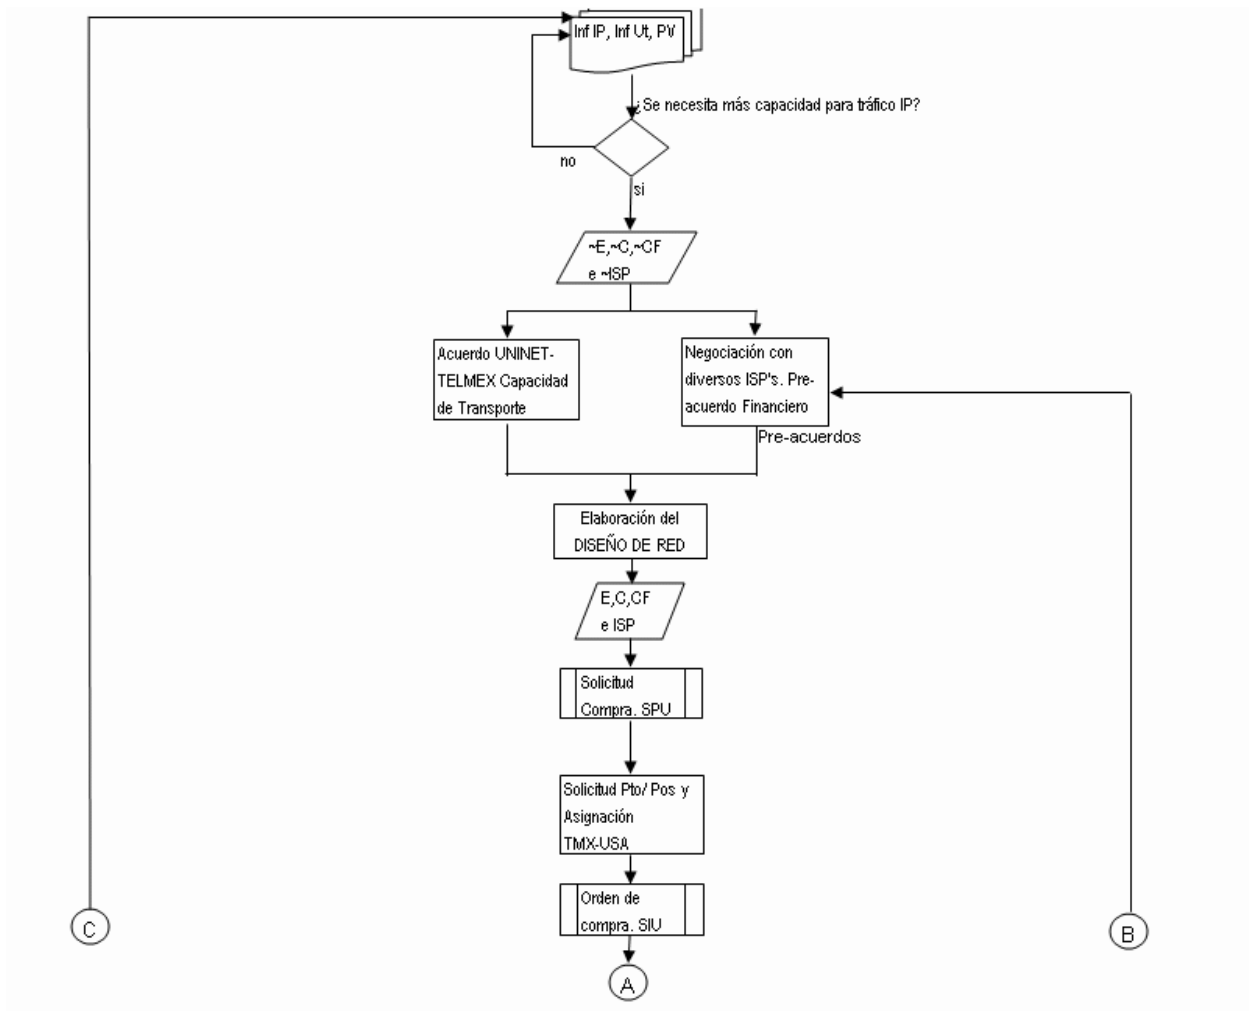 Inf IP, Inf Ut, PV
¿Se necesita más capacidad para tráfico IP?
no
si
~E,~C,~CF
e ~ISP
Acuerdo UNINET-
TELMEX Capacidad
de Transporte
Negociación con
diversos ISP's. Pre-
acuerdo Financiero
Pre-acuerdos
Elaboración del
DISEÑO DE RED
E,C,CF
e ISP
Solicitud
Compra. SPU
Solicitud Pto/ Pos y
Asignación
TMX-USA
Orden de
compra. SIU
C
B
A